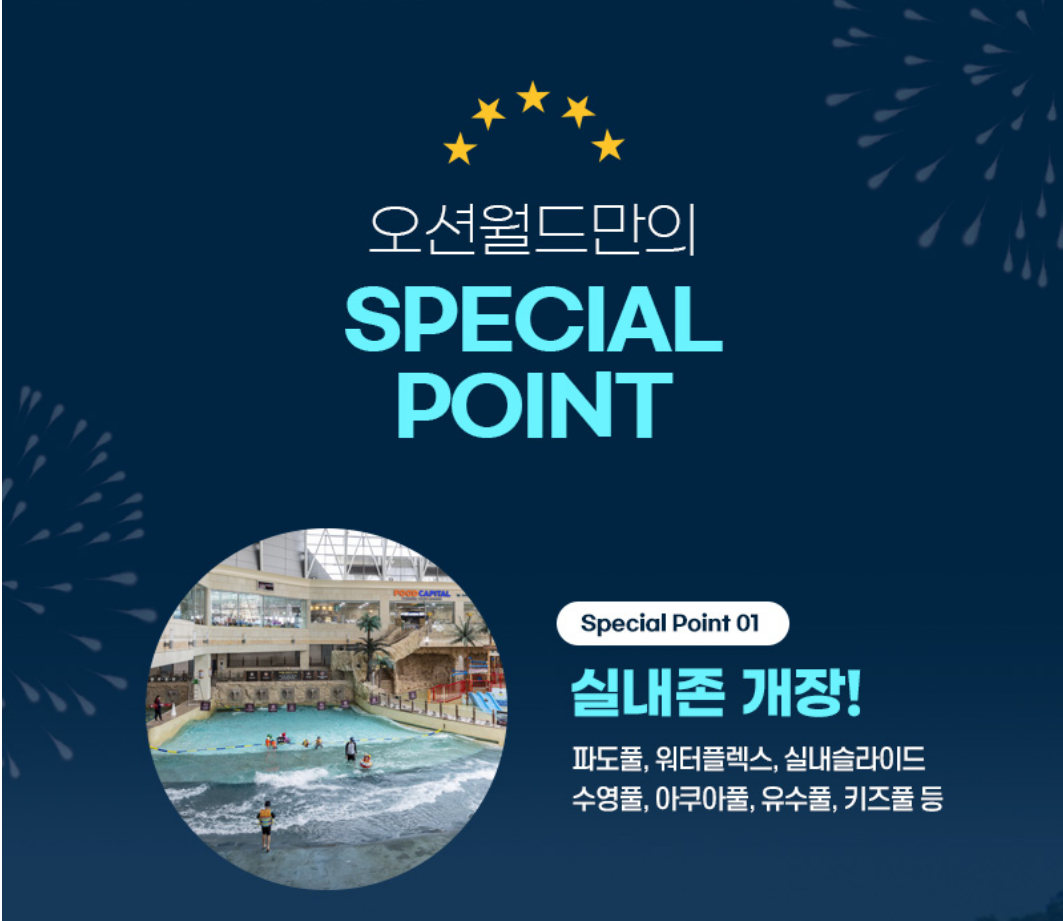 오션월드만의
SPECIAL
POINT
FOOD CAPITAL
Special Point 01
실내존 개장!
파도풀, 워터플렉스, 실내슬라이드
수영풀, 아쿠아풀, 유수풀, 키즈풀 등